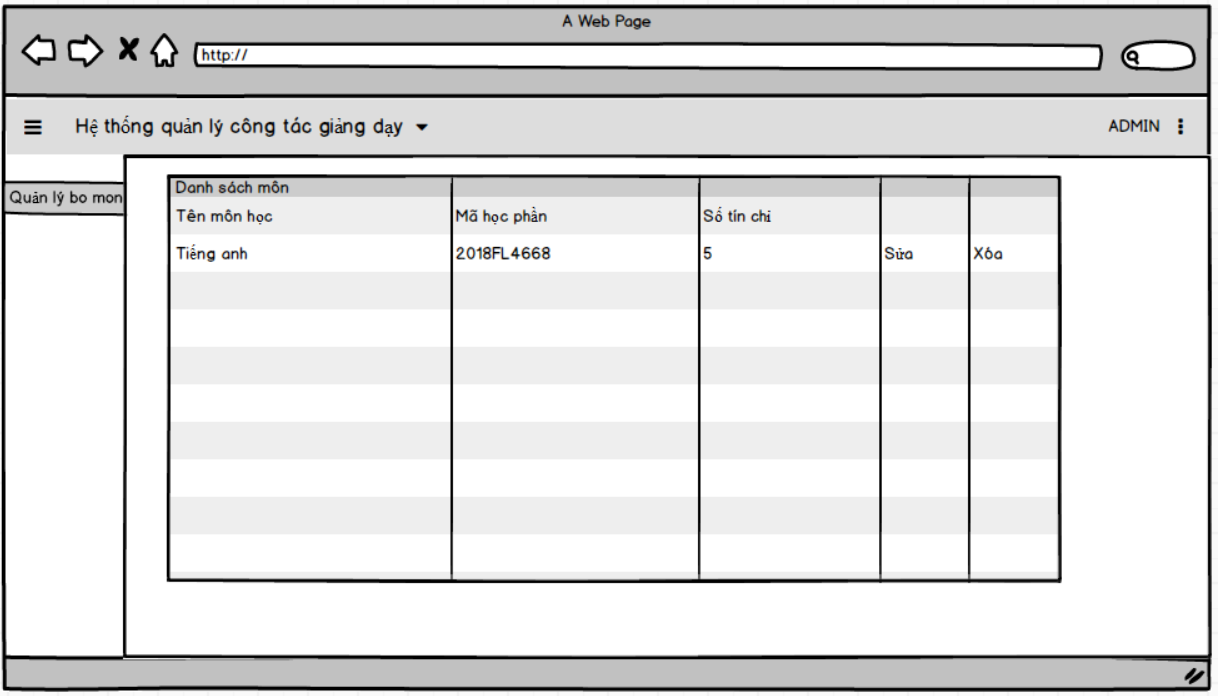 A Web Page
http://
Hệ thống quản lý công tác giảng dạy ADMIN
Quản lý bo mon
Danh sách môn
Tên môn học Mã học phần Số tín chỉ
Tiếng anh 2018FL4668 5 Sửa Xóa